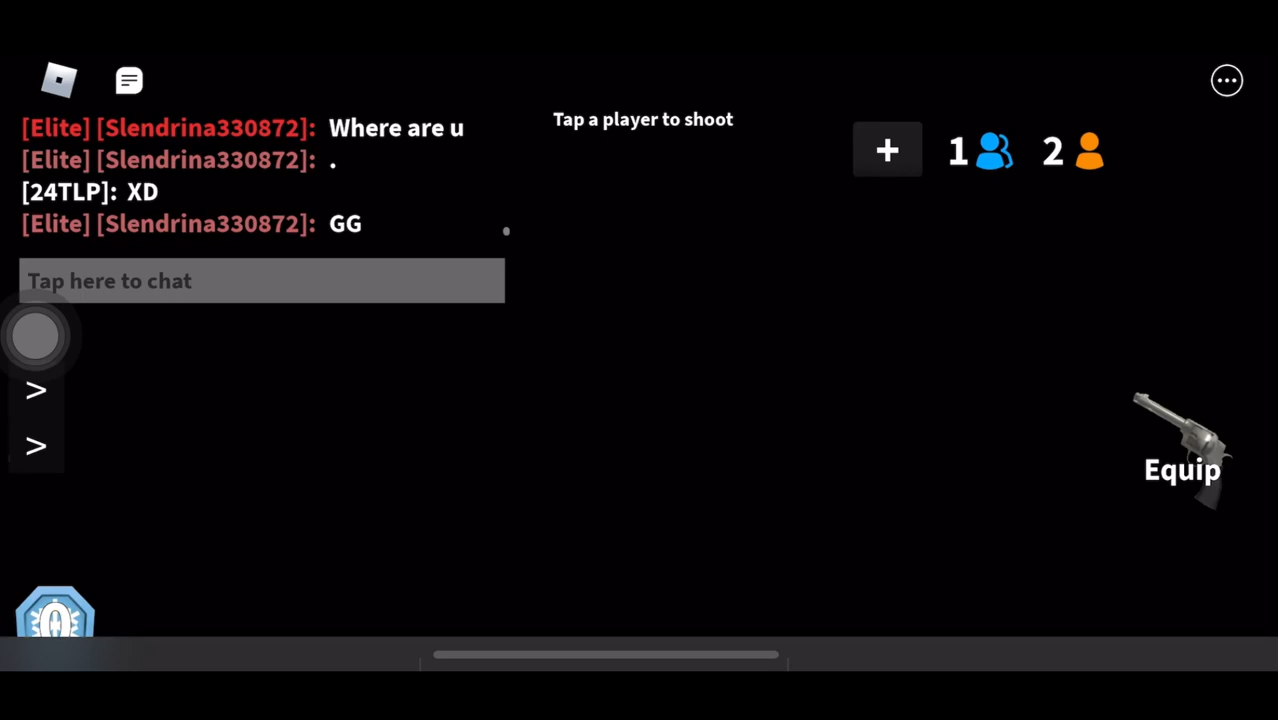 [Elite] [Slendrina330872]: Where are u
[Elite] [Slendrina330872]: .
[24TLP]: XD
[Elite] [Slendrina330872]: GG
Tap here to chat
Tap a player to shoot
+ 1 2
>
>
Equip
0